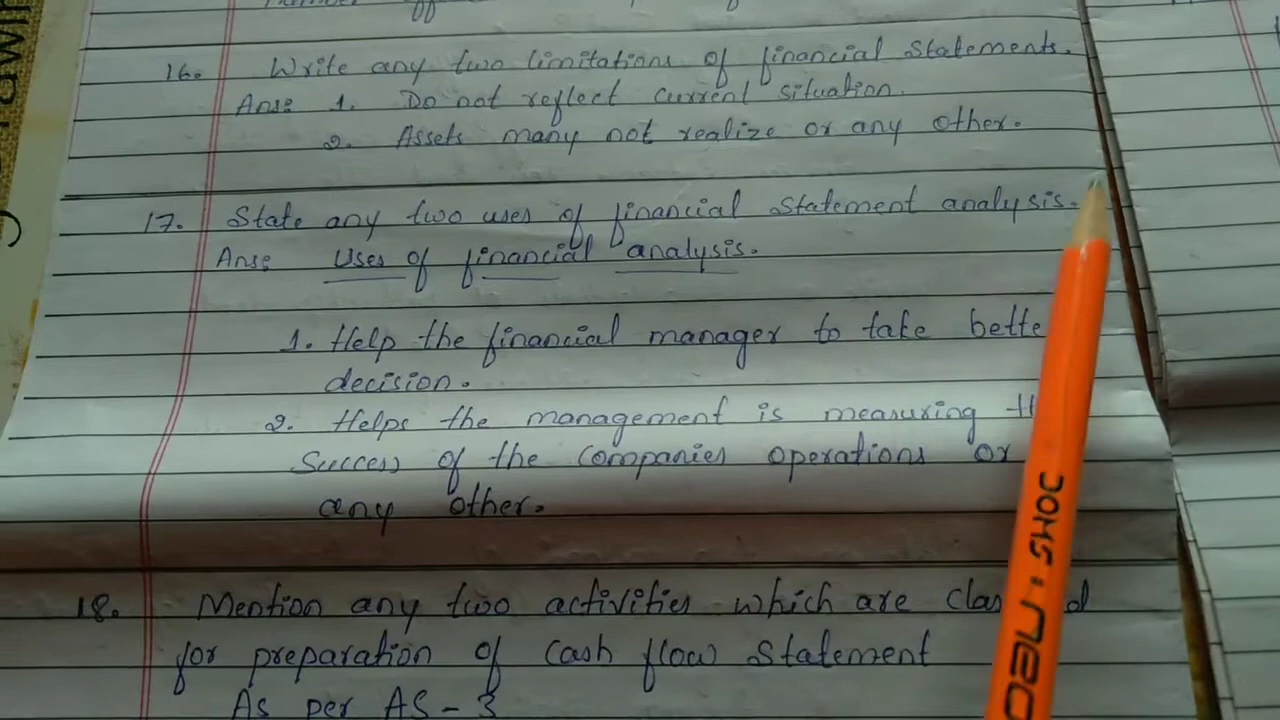 16. Write any two limitations of financial statements.
Ans: 1. Do not reflect current situation.
2. Assets many not realize or any other.
17. State any two uses of financial statement analysis.
Ans: Uses of financial analysis.
1. Help the financial manager to take bette
decision.
2. Helps the management is measuring th
success of the companies operations or
any other.
18. Mention any two activities which are clas d
for preparation of cash flow statement
As per AS-3
DOMS : NEO